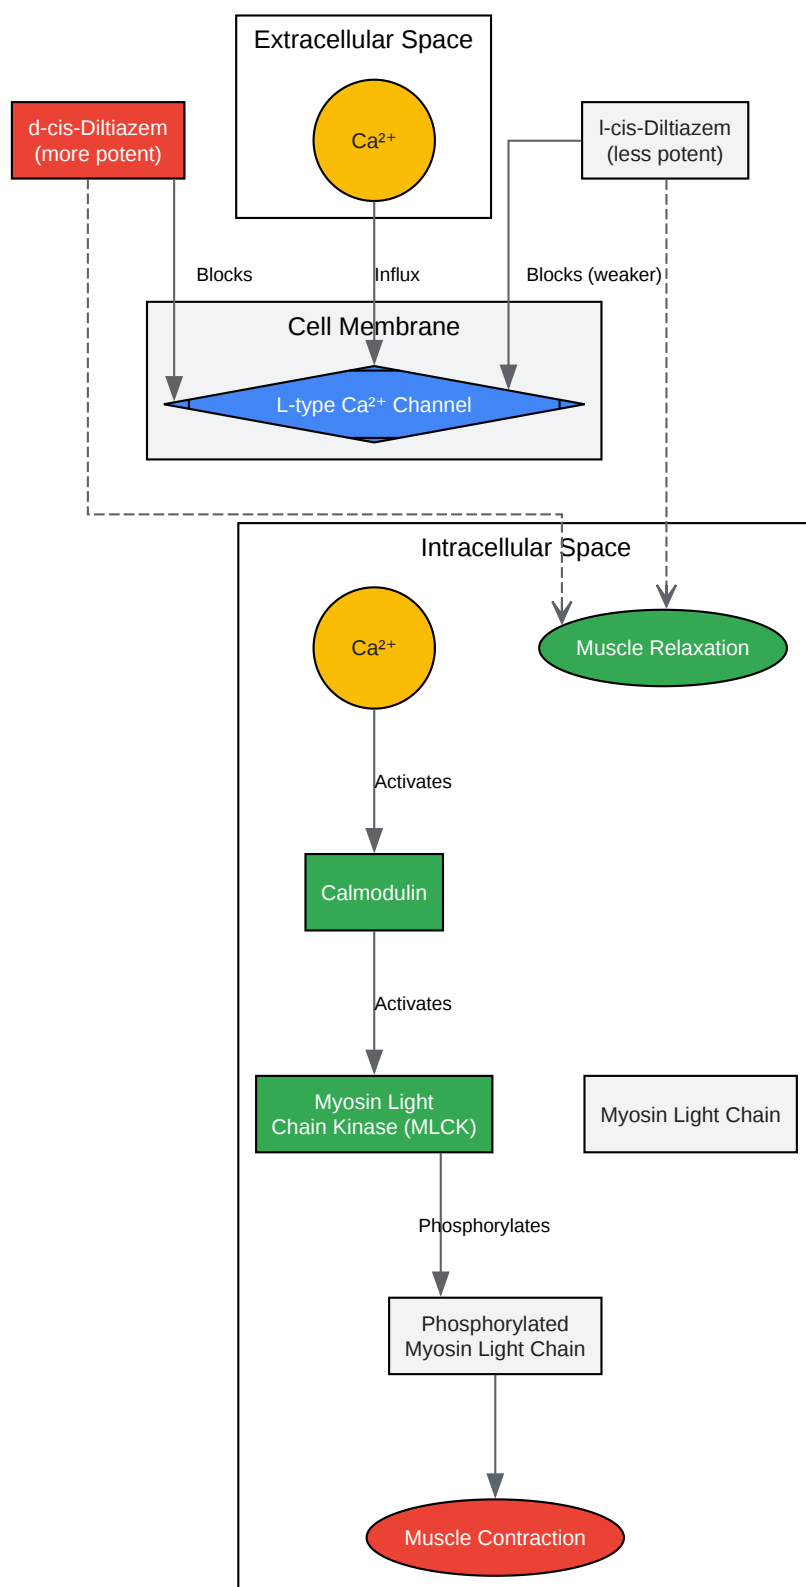 Extracellular Space
d-cis-Diltiazem
(more potent)
Ca²⁺
l-cis-Diltiazem
(less potent)
Blocks
Influx
Blocks (weaker)
Cell Membrane
L-type Ca²⁺ Channel
Intracellular Space
Ca²⁺
Muscle Relaxation
Activates
Calmodulin
Activates
Myosin Light
Chain Kinase (MLCK)
Myosin Light Chain
Phosphorylates
Phosphorylated
Myosin Light Chain
Muscle Contraction